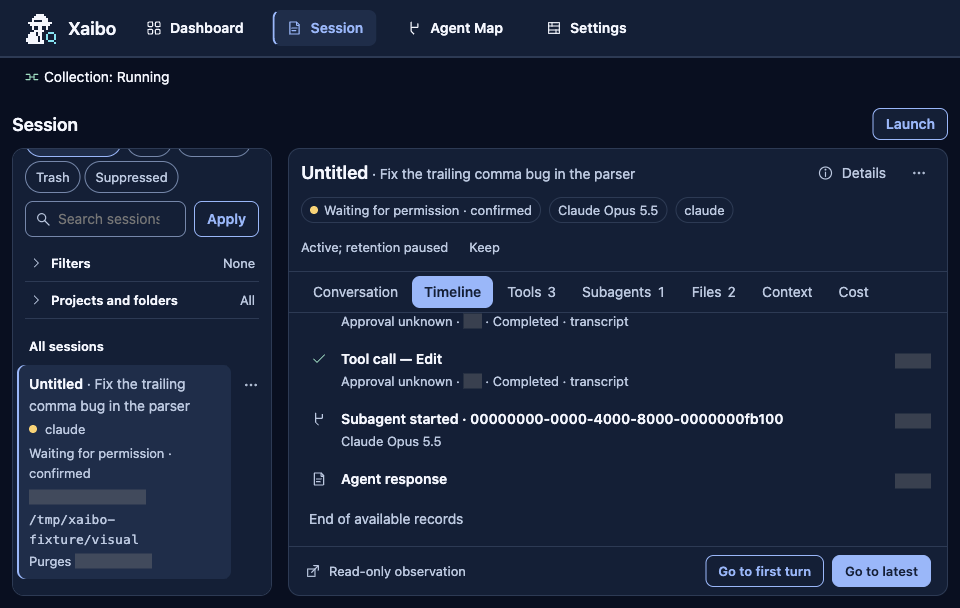 Xaibo
Dashboard
Session
Agent Map
Settings
Collection: Running
Session
Launch
Trash
Suppressed
Search sessions
Apply
Filters
None
Projects and folders
All
All sessions
Untitled · Fix the trailing
comma bug in the parser
claude
Waiting for permission ·
confirmed
/tmp/xaibo-
fixture/visual
Purges
Untitled · Fix the trailing comma bug in the parser
Details
Waiting for permission · confirmed
Claude Opus 5.5
claude
Active; retention paused
Keep
Conversation
Timeline
Tools 3
Subagents 1
Files 2
Context
Cost
Approval unknown · · Completed · transcript
Tool call — Edit
Approval unknown · · Completed · transcript
Subagent started · 00000000-0000-4000-8000-0000000fb100
Claude Opus 5.5
Agent response
End of available records
Read-only observation
Go to first turn
Go to latest